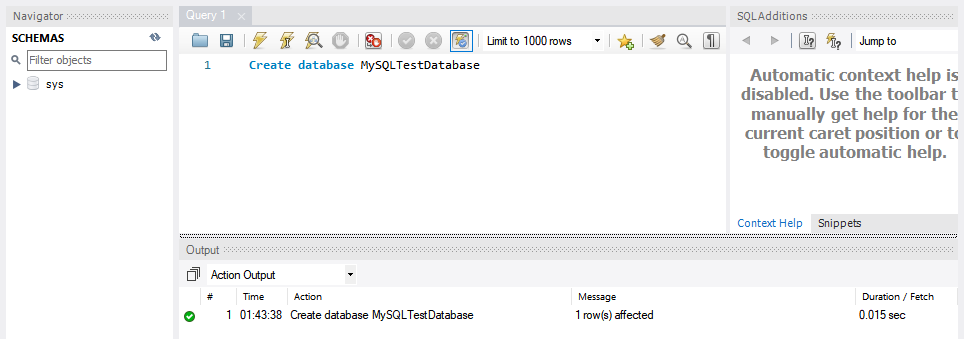 Navigator
SCHEMAS
Filter objects
sys
Query 1
Limit to 1000 rows
1 Create database MySQLTestDatabase
SQLAdditions
Jump to
Automatic context help is
disabled. Use the toolbar t
manually get help for the
current caret position or to
toggle automatic help.
Context Help Snippets
Output
Action Output
# Time Action Message Duration / Fetch
1 01:43:38 Create database MySQLTestDatabase 1 row(s) affected 0.015 sec